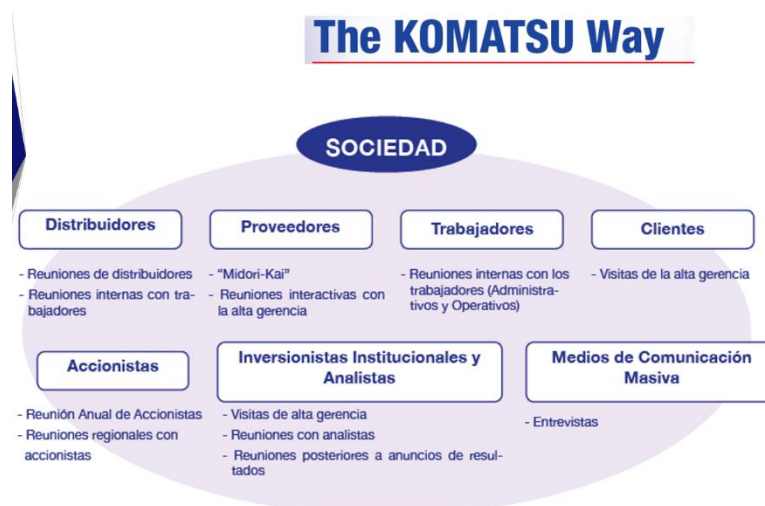 The KOMATSU Way
SOCIEDAD
Distribuidores
- Reuniones de distribuidores
- Reuniones internas con tra-
bajadores
Proveedores
- “Midori-Kai”
- Reuniones interactivas con
la alta gerencia
Trabajadores
- Reuniones internas con los
trabajadores (Administra-
tivos y Operativos)
Clientes
- Visitas de la alta gerencia
Accionistas
- Reunión Anual de Accionistas
- Reuniones regionales con
accionistas
Inversionistas Institucionales y
Analistas
- Visitas de alta gerencia
- Reuniones con analistas
- Reuniones posteriores a anuncios de resul-
tados
Medios de Comunicación
Masiva
- Entrevistas